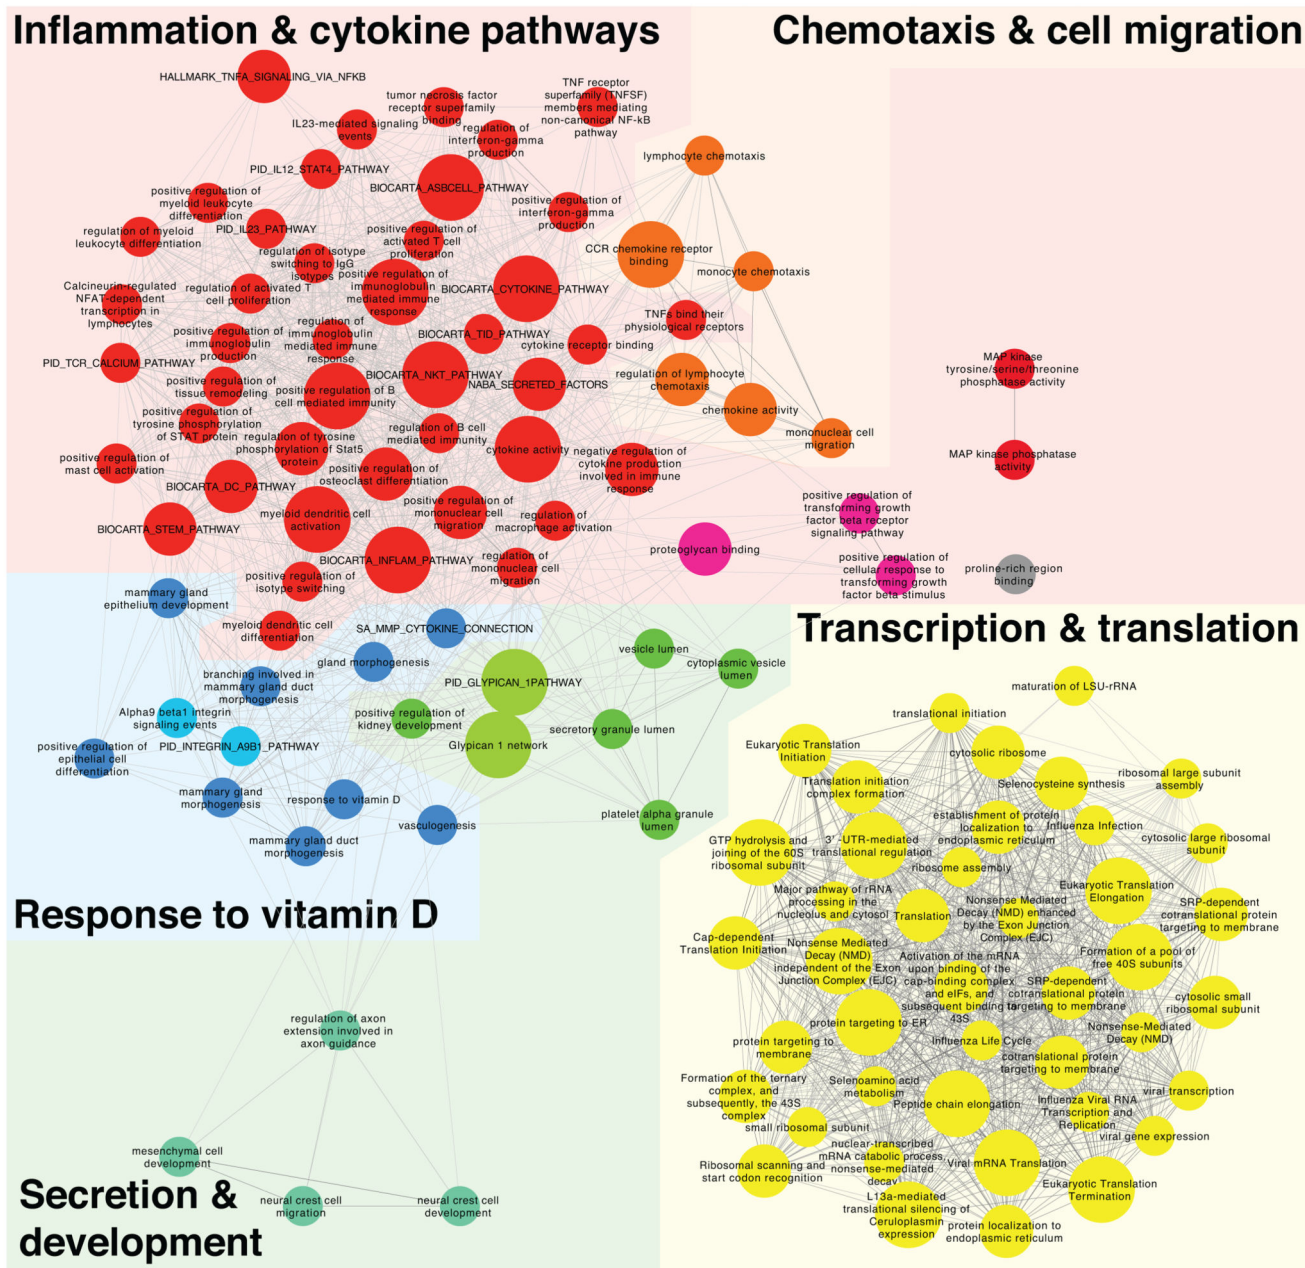 Inflammation & cytokine pathways
Chemotaxis & cell migration
HALLMARK_TNFA_SIGNALING_VIA_NFKB
tumor necrosis factor
receptor superfamily
binding
TNF receptor
superfamily (TNFSF)
members mediating
non-canonical NF-kB
pathway
IL23-mediated signaling
events
regulation of
interferon-gamma
production
lymphocyte chemotaxis
PID_IL12_STAT4_PATHWAY
BIOCARTA_ASBCELL_PATHWAY
positive regulation of
myeloid leukocyte
differentiation
positive regulation of
interferon-gamma
production
regulation of myeloid
leukocyte differentiation
PID_IL23_PATHWAY
positive regulation of
activated T cell
proliferation
CCR chemokine receptor
binding
regulation of isotype
switching to IgG
isotypes
monocyte chemotaxis
Calcineurin-regulated
NFAT-dependent
transcription in
lymphocytes
regulation of activated T
cell proliferation
positive regulation of
immunoglobulin
mediated immune
response
BIOCARTA_CYTOKINE_PATHWAY
TNFs bind their
physiological receptors
positive regulation of
immunoglobulin
production
regulation of
immunoglobulin
mediated immune
response
BIOCARTA_TID_PATHWAY
cytokine receptor binding
PID_TCR_CALCIUM_PATHWAY
MAP kinase
tyrosine/serine/threonine
phosphatase activity
positive regulation of
tissue remodeling
BIOCARTA_NKT_PATHWAY
NABA_SECRETED_FACTORS
regulation of lymphocyte
chemotaxis
positive regulation of B
cell mediated immunity
chemokine activity
positive regulation of
tyrosine phosphorylation
of STAT protein
regulation of tyrosine
phosphorylation of Stat5
protein
regulation of B cell
mediated immunity
cytokine activity
mononuclear cell
migration
MAP kinase phosphatase
activity
positive regulation of
mast cell activation
negative regulation of
cytokine production
involved in immune
response
BIOCARTA_DC_PATHWAY
positive regulation of
osteoclast differentiation
positive regulation of
transforming growth
factor beta receptor
signaling pathway
BIOCARTA_STEM_PATHWAY
myeloid dendritic cell
activation
positive regulation of
mononuclear cell
migration
regulation of
macrophage activation
proteoglycan binding
BIOCARTA_INFLAM_PATHWAY
regulation of
mononuclear cell
migration
positive regulation of
cellular response to
transforming growth
factor beta stimulus
proline-rich region
binding
positive regulation of
isotype switching
mammary gland
epithelium development
myeloid dendritic cell
differentiation
SA_MMP_CYTOKINE_CONNECTION
gland morphogenesis
branching involved in
mammary gland duct
morphogenesis
PID_GLYPICAN_1PATHWAY
vesicle lumen
cytoplasmic vesicle
lumen
Alpha9 beta1 integrin
signaling events
positive regulation of
kidney development
secretory granule lumen
PID_INTEGRIN_A9B1_PATHWAY
Glypican 1 network
positive regulation of
epithelial cell
differentiation
mammary gland
morphogenesis
response to vitamin D
vasculogenesis
platelet alpha granule
lumen
mammary gland duct
morphogenesis
Response to vitamin D
regulation of axon
extension involved in
axon guidance
mesenchymal cell
development
neural crest cell
migration
neural crest cell
development
Secretion &
development
Transcription & translation
maturation of LSU-rRNA
translational initiation
Eukaryotic Translation
Initiation
cytosolic ribosome
Translation initiation
complex formation
Selenocysteine synthesis
ribosomal large subunit
assembly
establishment of protein
localization to
endoplasmic reticulum
Influenza Infection
GTP hydrolysis and
joining of the 60S
ribosomal subunit
3' -UTR-mediated
translational regulation
cytosolic large ribosomal
subunit
ribosome assembly
Major pathway of rRNA
processing in the
nucleolus and cytosol
Translation
Nonsense Mediated
Decay (NMD) enhanced
by the Exon Junction
Complex (EJC)
Eukaryotic Translation
Elongation
SRP-dependent
cotranslational protein
targeting to membrane
Cap-dependent
Translation Initiation
Nonsense Mediated
Decay (NMD)
independent of the Exon
Junction Complex (EJC)
Activation of the mRNA
upon binding of the
cap-binding complex
and eIFs, and
subsequent binding to
43S
Formation of a pool of
free 40S subunits
SRP-dependent
cotranslational protein
targeting to membrane
cytosolic small
ribosomal subunit
protein targeting to ER
Influenza Life Cycle
Nonsense-Mediated
Decay (NMD)
protein targeting to
membrane
cotranslational protein
targeting to membrane
Formation of the ternary
complex, and
subsequently, the 43S
complex
Selenoamino acid
metabolism
Peptide chain elongation
Influenza Viral RNA
Transcription and
Replication
viral transcription
small ribosomal subunit
viral gene expression
Ribosomal scanning and
start codon recognition
nuclear-transcribed
mRNA catabolic process,
nonsense-mediated
decay
Viral mRNA Translation
Eukaryotic Translation
Termination
L13a-mediated
translational silencing of
Ceruloplasmin
expression
protein localization to
endoplasmic reticulum